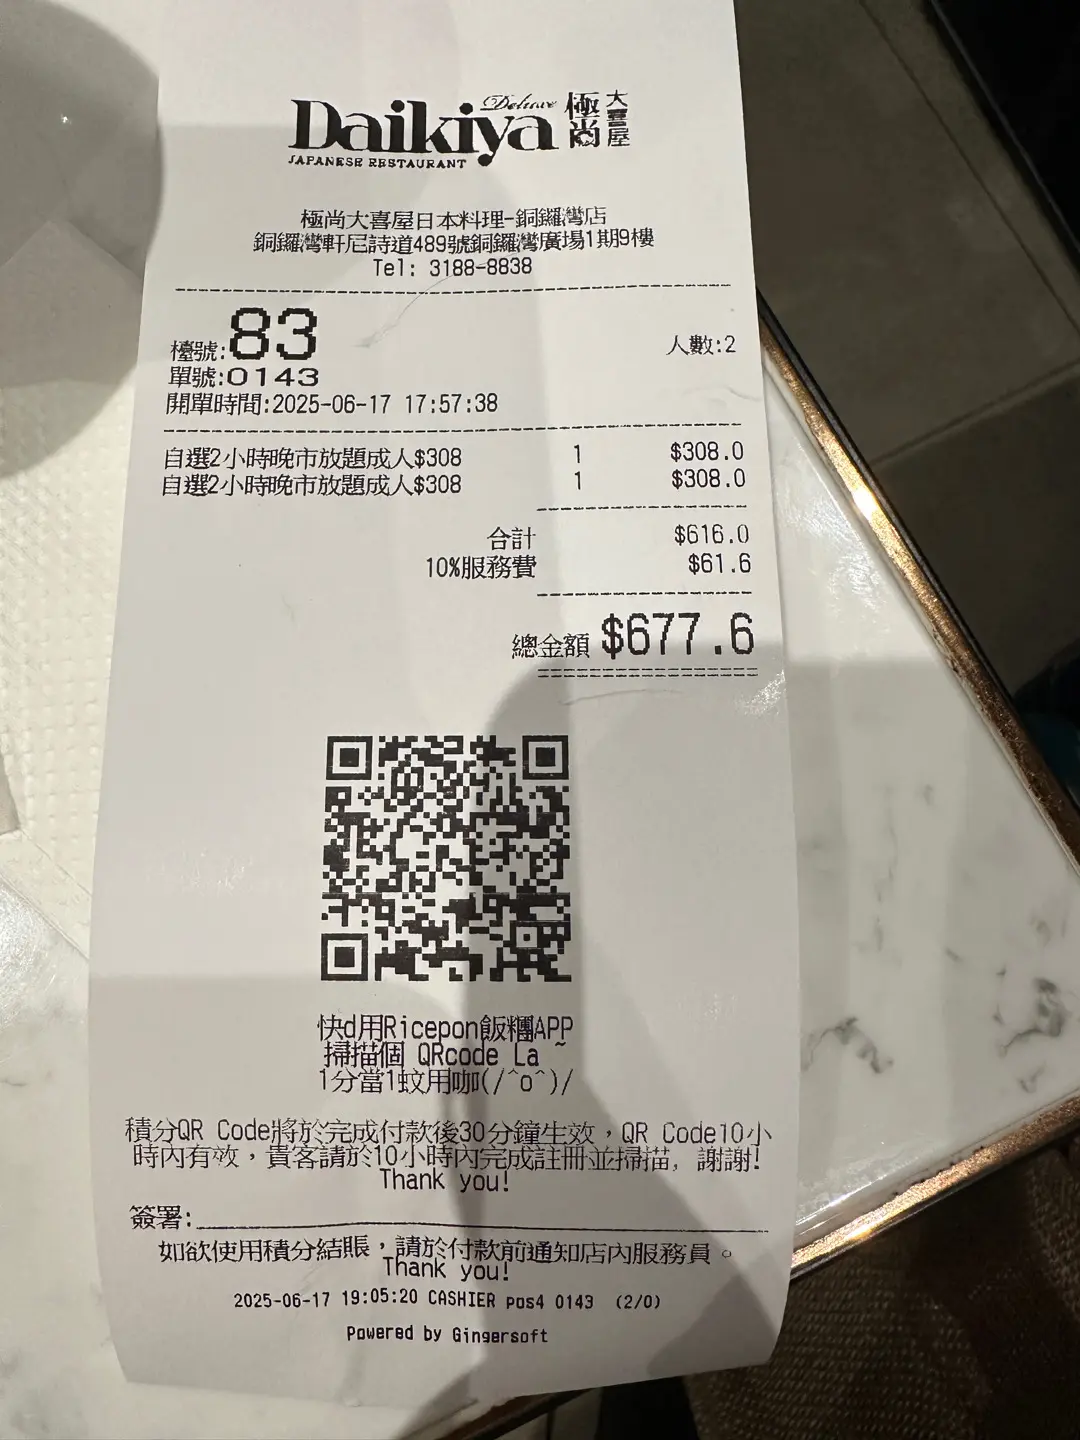 Daikiya Deluxe 極尚 大喜屋
JAPANESE RESTAURANT
極尚大喜屋日本料理-銅鑼灣店
銅鑼灣軒尼詩道489號銅鑼灣廣場1期9樓
Tel: 3188-8838
檯號:83 人數:2
單號:0143
開單時間:2025-06-17 17:57:38
自選2小時晚市放題成人$308 1 $308.0
自選2小時晚市放題成人$308 1 $308.0
合計 $616.0
10%服務費 $61.6
總金額 $677.6
快d用Ricepon飯糰APP
掃描個 QRcode La ~
1分當1蚊用咖(/^o^)/
積分QR Code將於完成付款後30分鐘生效，QR Code10小
時內有效，貴客請於10小時內完成註冊並掃描, 謝謝!
Thank you!
簽署:
如欲使用積分結賬，請於付款前通知店內服務員。
Thank you!
2025-06-17 19:05:20 CASHIER pos4 0143 (2/0)
Powered by Gingersoft